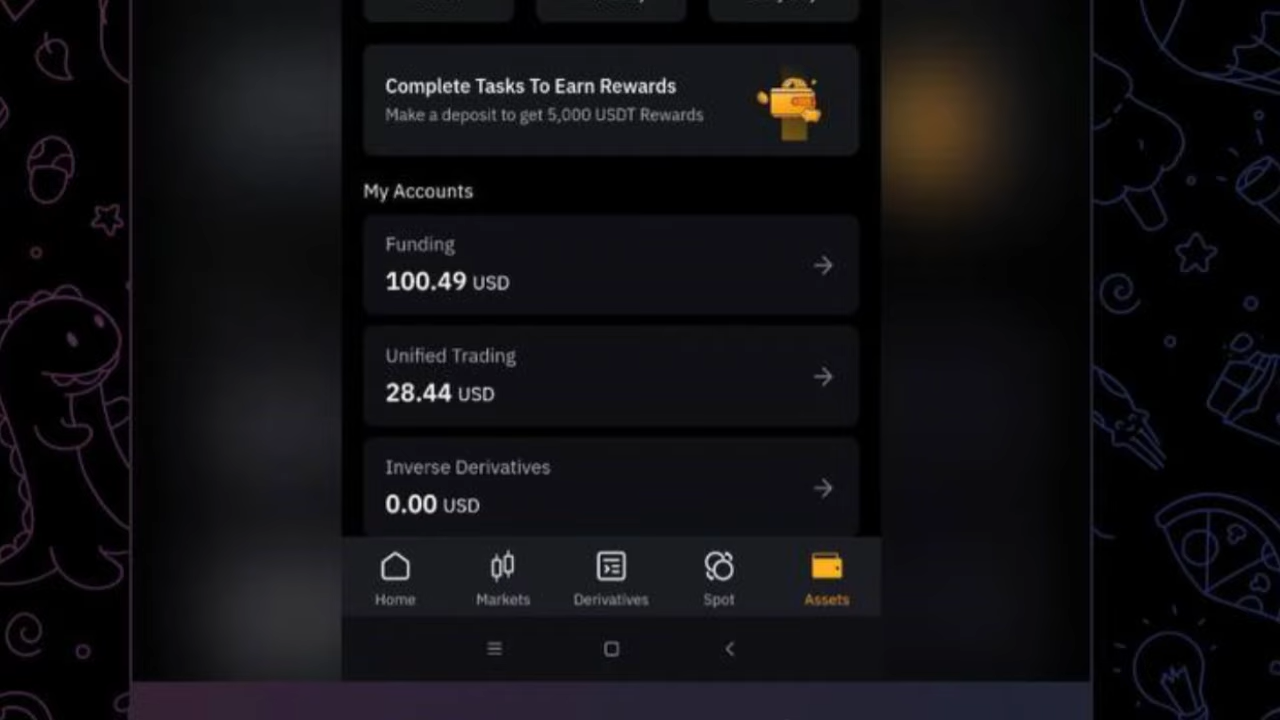 Complete Tasks To Earn Rewards
Make a deposit to get 5,000 USDT Rewards
My Accounts
Funding
100.49 USD
Unified Trading
28.44 USD
Inverse Derivatives
0.00 USD
Home Markets Derivatives Spot Assets